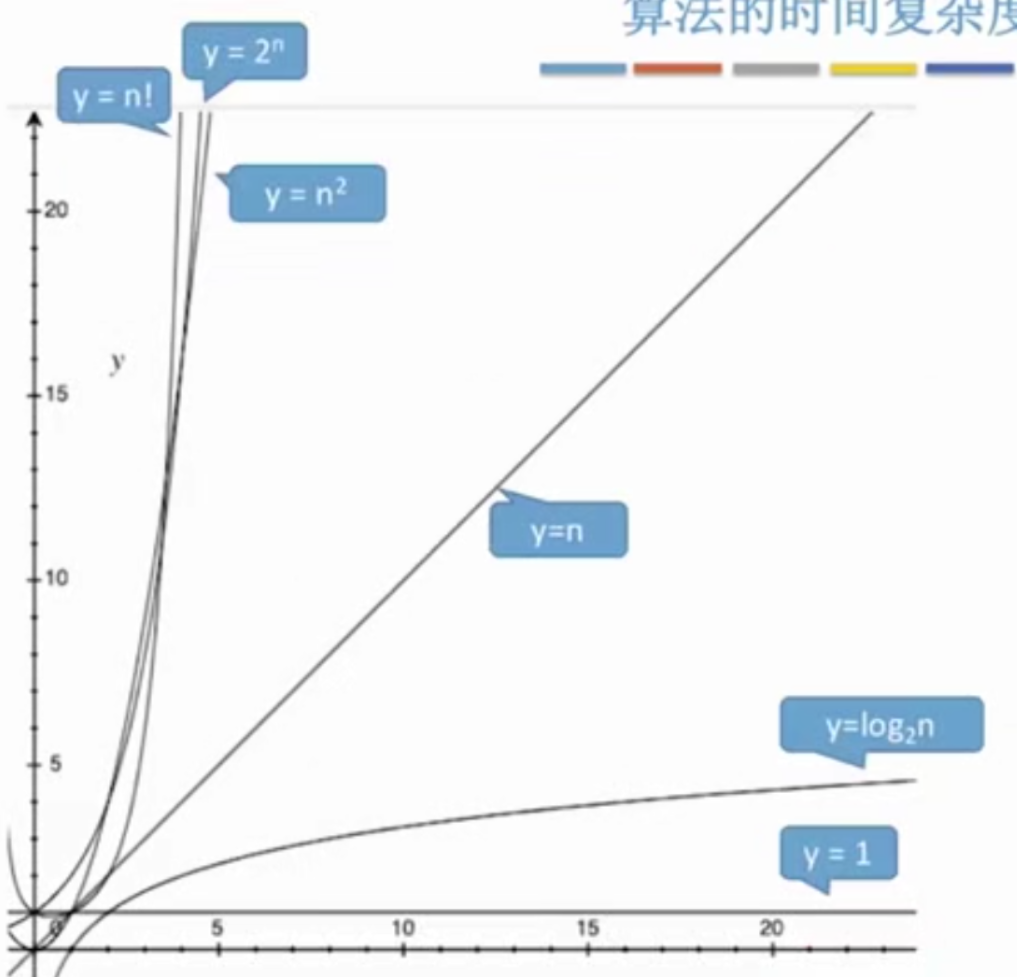 算法的时间复杂度
y = 2ⁿ
y = n!
y = n²
20
y
15
y=n
10
y=log₂n
5
y = 1
0
5
10
15
20